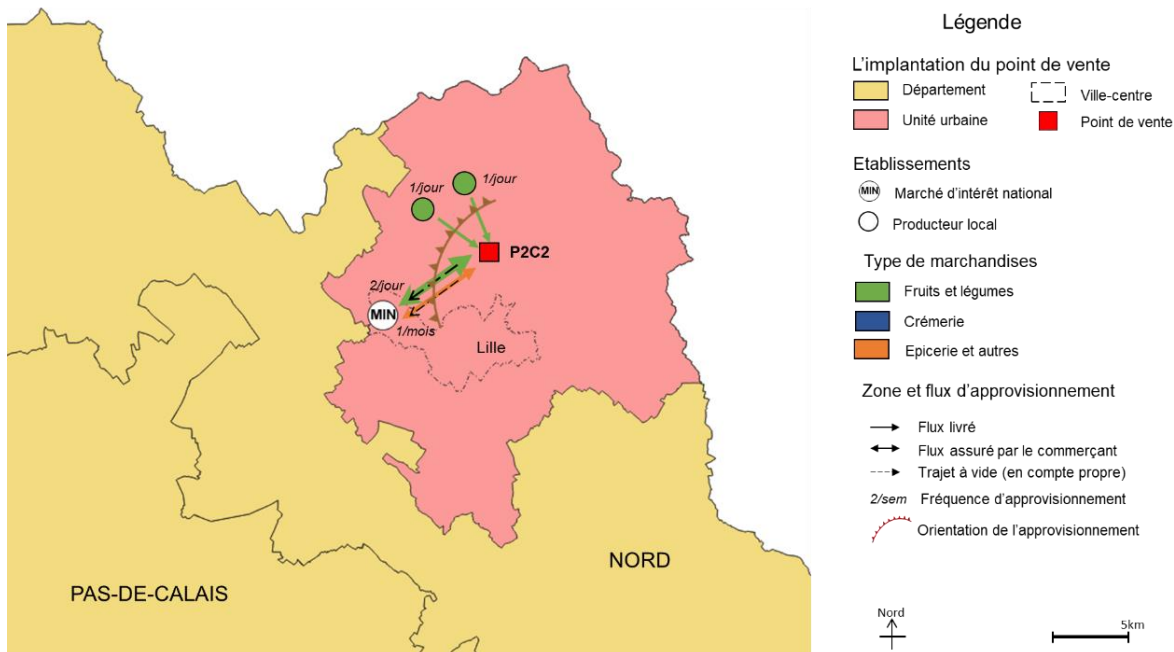 1/jour
1/jour
P2C2
2/jour
MIN
1/mois
Lille
NORD
PAS-DE-CALAIS
Légende
L'implantation du point de vente
Département
Ville-centre
Unité urbaine
Point de vente
Etablissements
MIN
Marché d'intérêt national
Producteur local
Type de marchandises
Fruits et légumes
Crémerie
Epicerie et autres
Zone et flux d'approvisionnement
Flux livré
Flux assuré par le commerçant
Trajet à vide (en compte propre)
2/sem Fréquence d'approvisionnement
Orientation de l'approvisionnement
Nord
5km